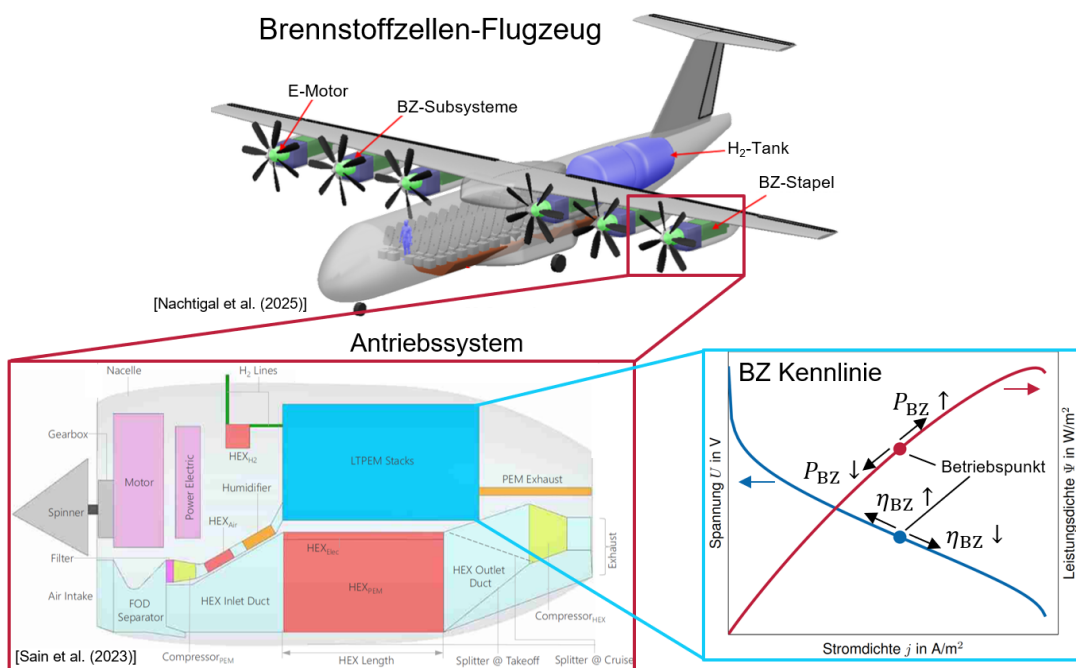 Brennstoffzellen-Flugzeug
E-Motor
BZ-Subsysteme
H₂-Tank
BZ-Stapel
[Nachtigal et al. (2025)]
Antriebssystem
Nacelle
H₂ Lines
Gearbox
HEX_H2
LTPEM Stacks
Motor
Power Electric
Humidifier
PEM Exhaust
Spinner
HEX_Air
Filter
HEX_Elec
Exhaust
Air Intake
FOD
Separator
HEX Inlet Duct
HEX_PEM
HEX Outlet
Duct
Compressor_HEX
[Sain et al. (2023)]
Compressor_PEM
HEX Length
Splitter @ Takeoff
Splitter @ Cruise
BZ Kennlinie
P_BZ ↑
P_BZ ↓
Betriebspunkt
η_BZ ↑
η_BZ ↓
Spannung U in V
Leistungsdichte Ψ in W/m²
Stromdichte j in A/m²